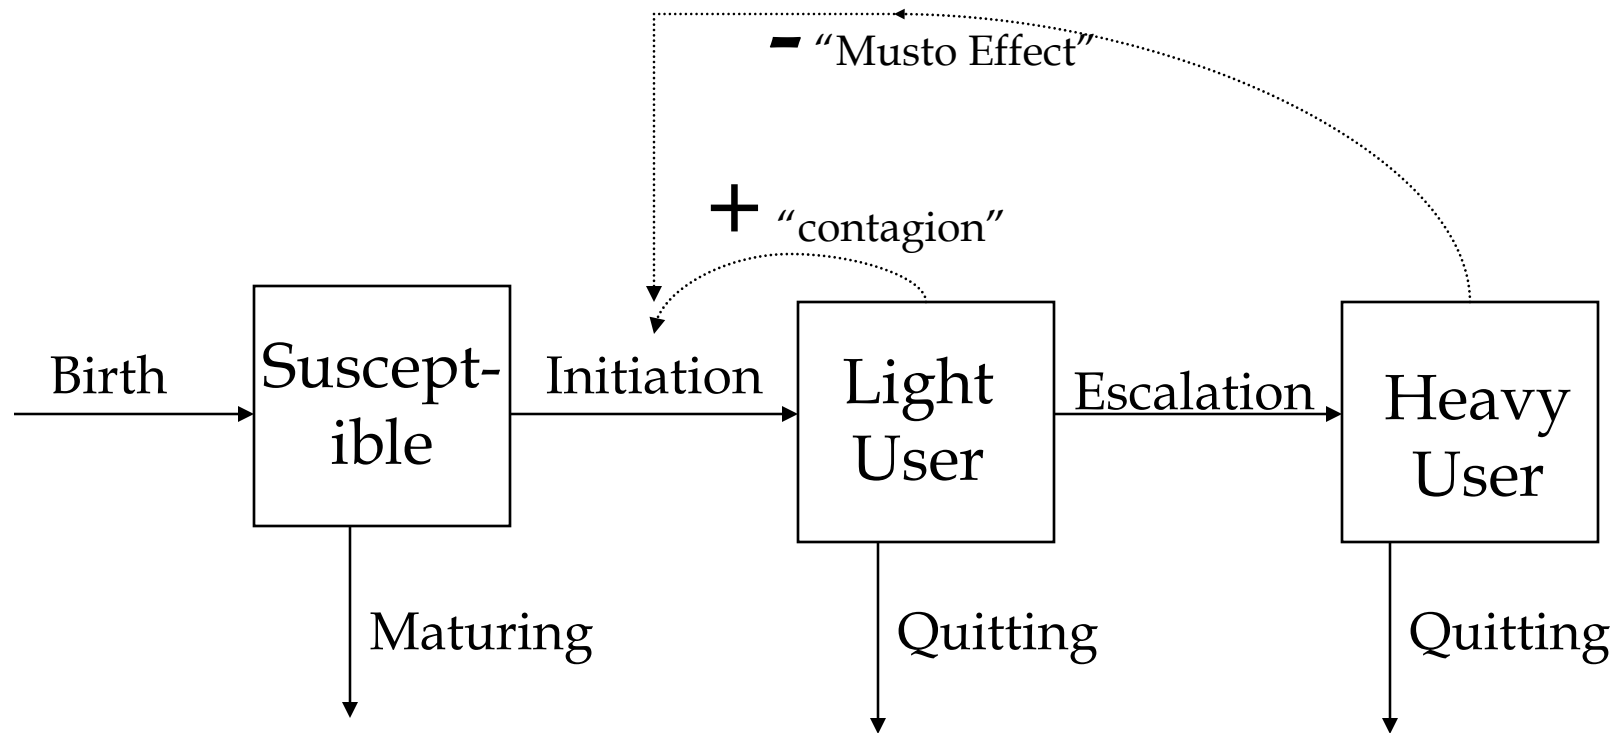 - “Musto Effect”
+ “contagion”
Birth
Suscept-
ible
Initiation
Light
User
Escalation
Heavy
User
Maturing
Quitting
Quitting